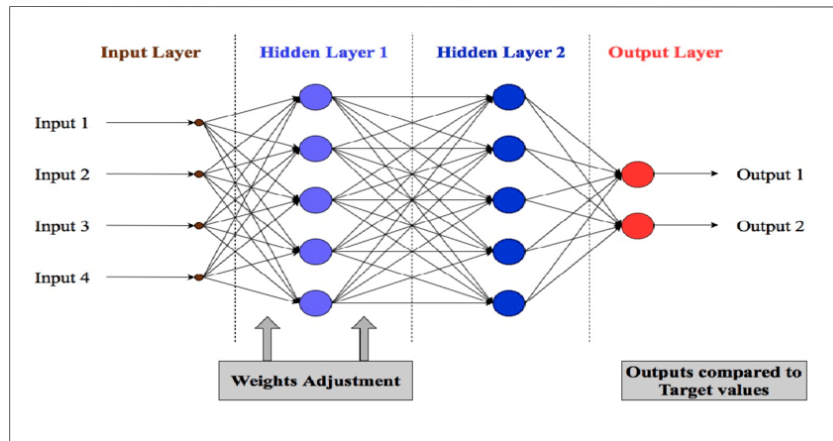 Input Layer
Hidden Layer 1
Hidden Layer 2
Output Layer
Input 1
Input 2
Input 3
Input 4
Output 1
Output 2
Weights Adjustment
Outputs compared to
Target values